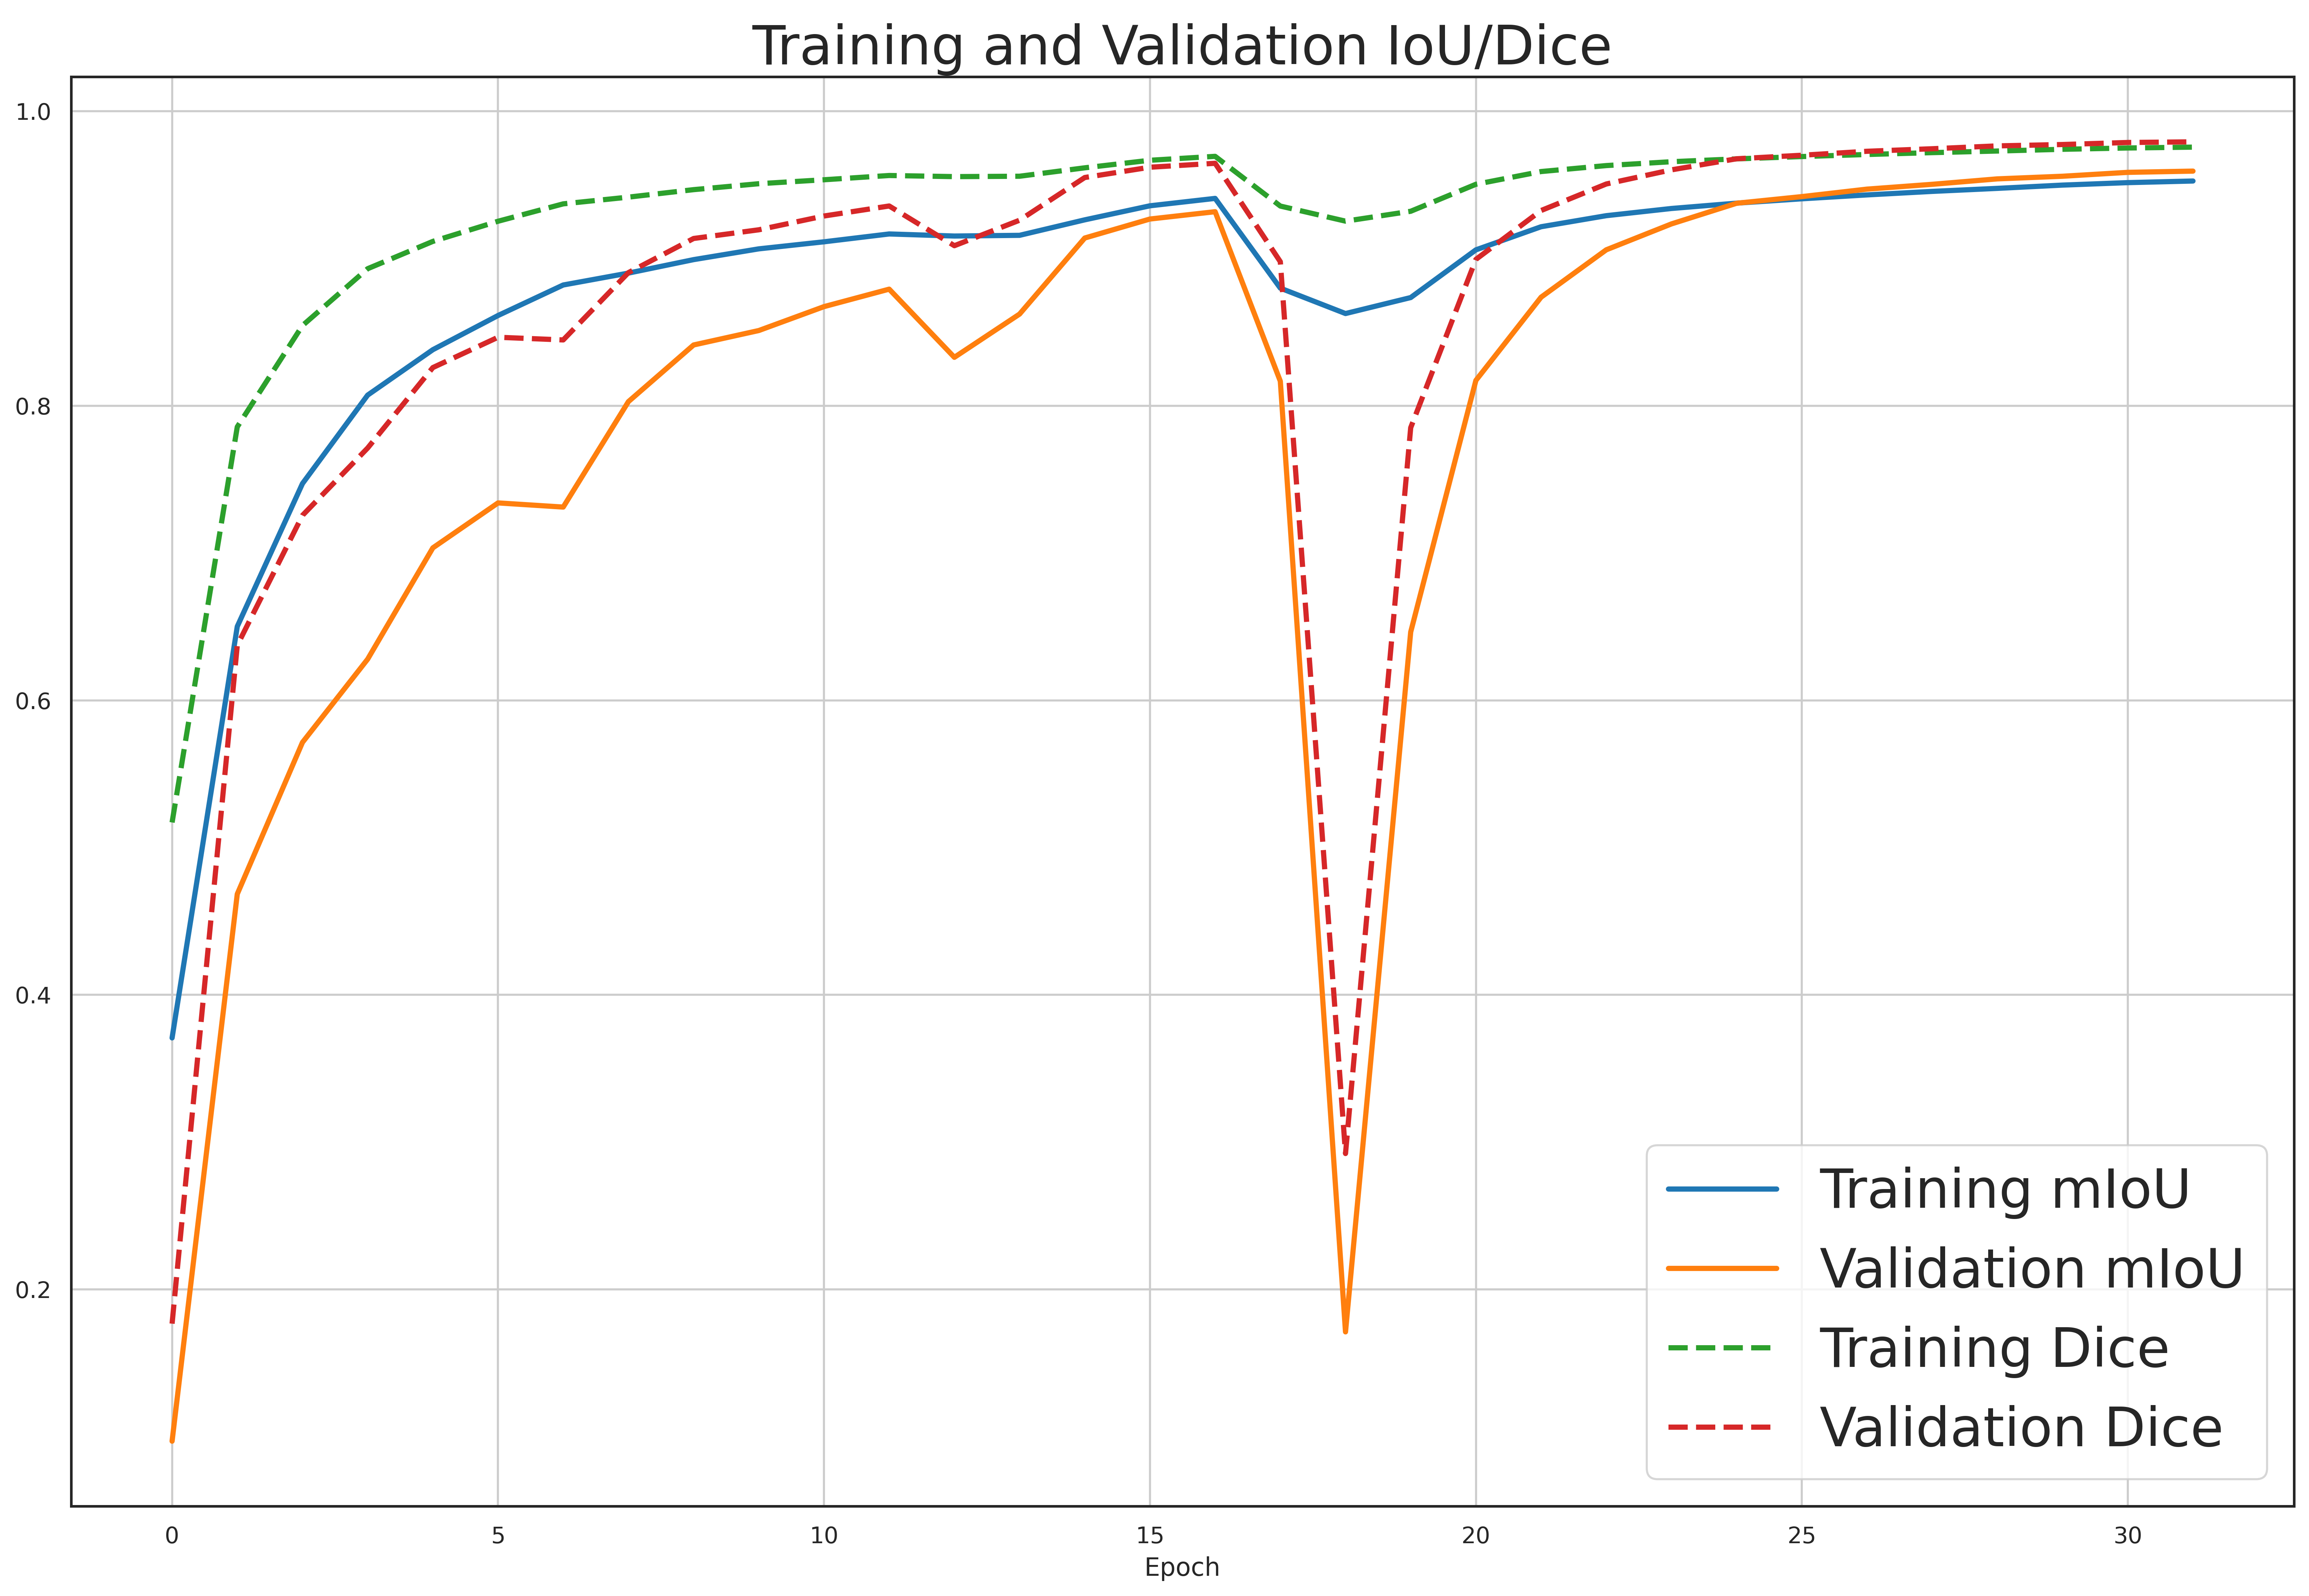 Training and Validation IoU/Dice
1.0
0.8
0.6
0.4
0.2
Training mIoU
Validation mIoU
Training Dice
Validation Dice
0 5 10 15 20 25 30
Epoch